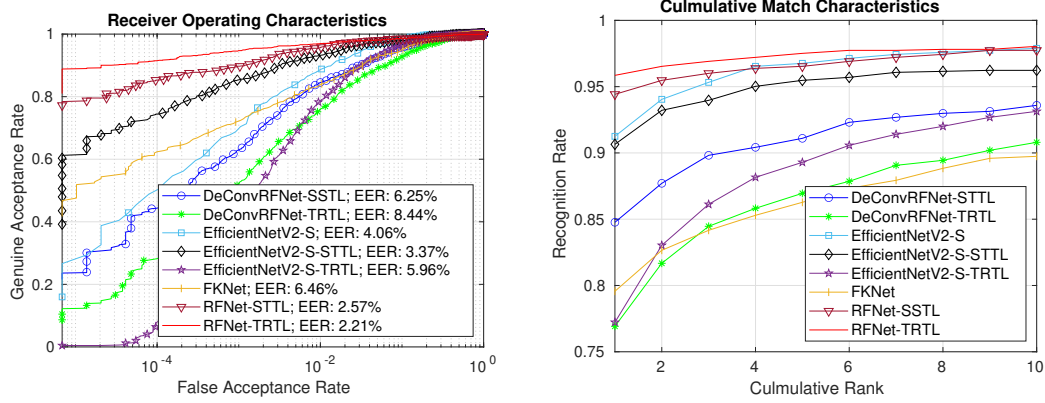 Receiver Operating Characteristics
Genuine Acceptance Rate
1
0.8
0.6
0.4
0.2
0
DeConvRFNet-SSTL; EER: 6.25%
DeConvRFNet-TRTL; EER: 8.44%
EfficientNetV2-S; EER: 4.06%
EfficientNetV2-S-STTL; EER: 3.37%
EfficientNetV2-S-TRTL; EER: 5.96%
FKNet; EER: 6.46%
RFNet-STTL; EER: 2.57%
RFNet-TRTL; EER: 2.21%
10^-4
10^-2
10^0
False Acceptance Rate
Culmulative Match Characteristics
Recognition Rate
1
0.95
0.9
0.85
0.8
0.75
DeConvRFNet-STTL
DeConvRFNet-TRTL
EfficientNetV2-S
EfficientNetV2-S-STTL
EfficientNetV2-S-TRTL
FKNet
RFNet-SSTL
RFNet-TRTL
2
4
6
8
10
Culmulative Rank